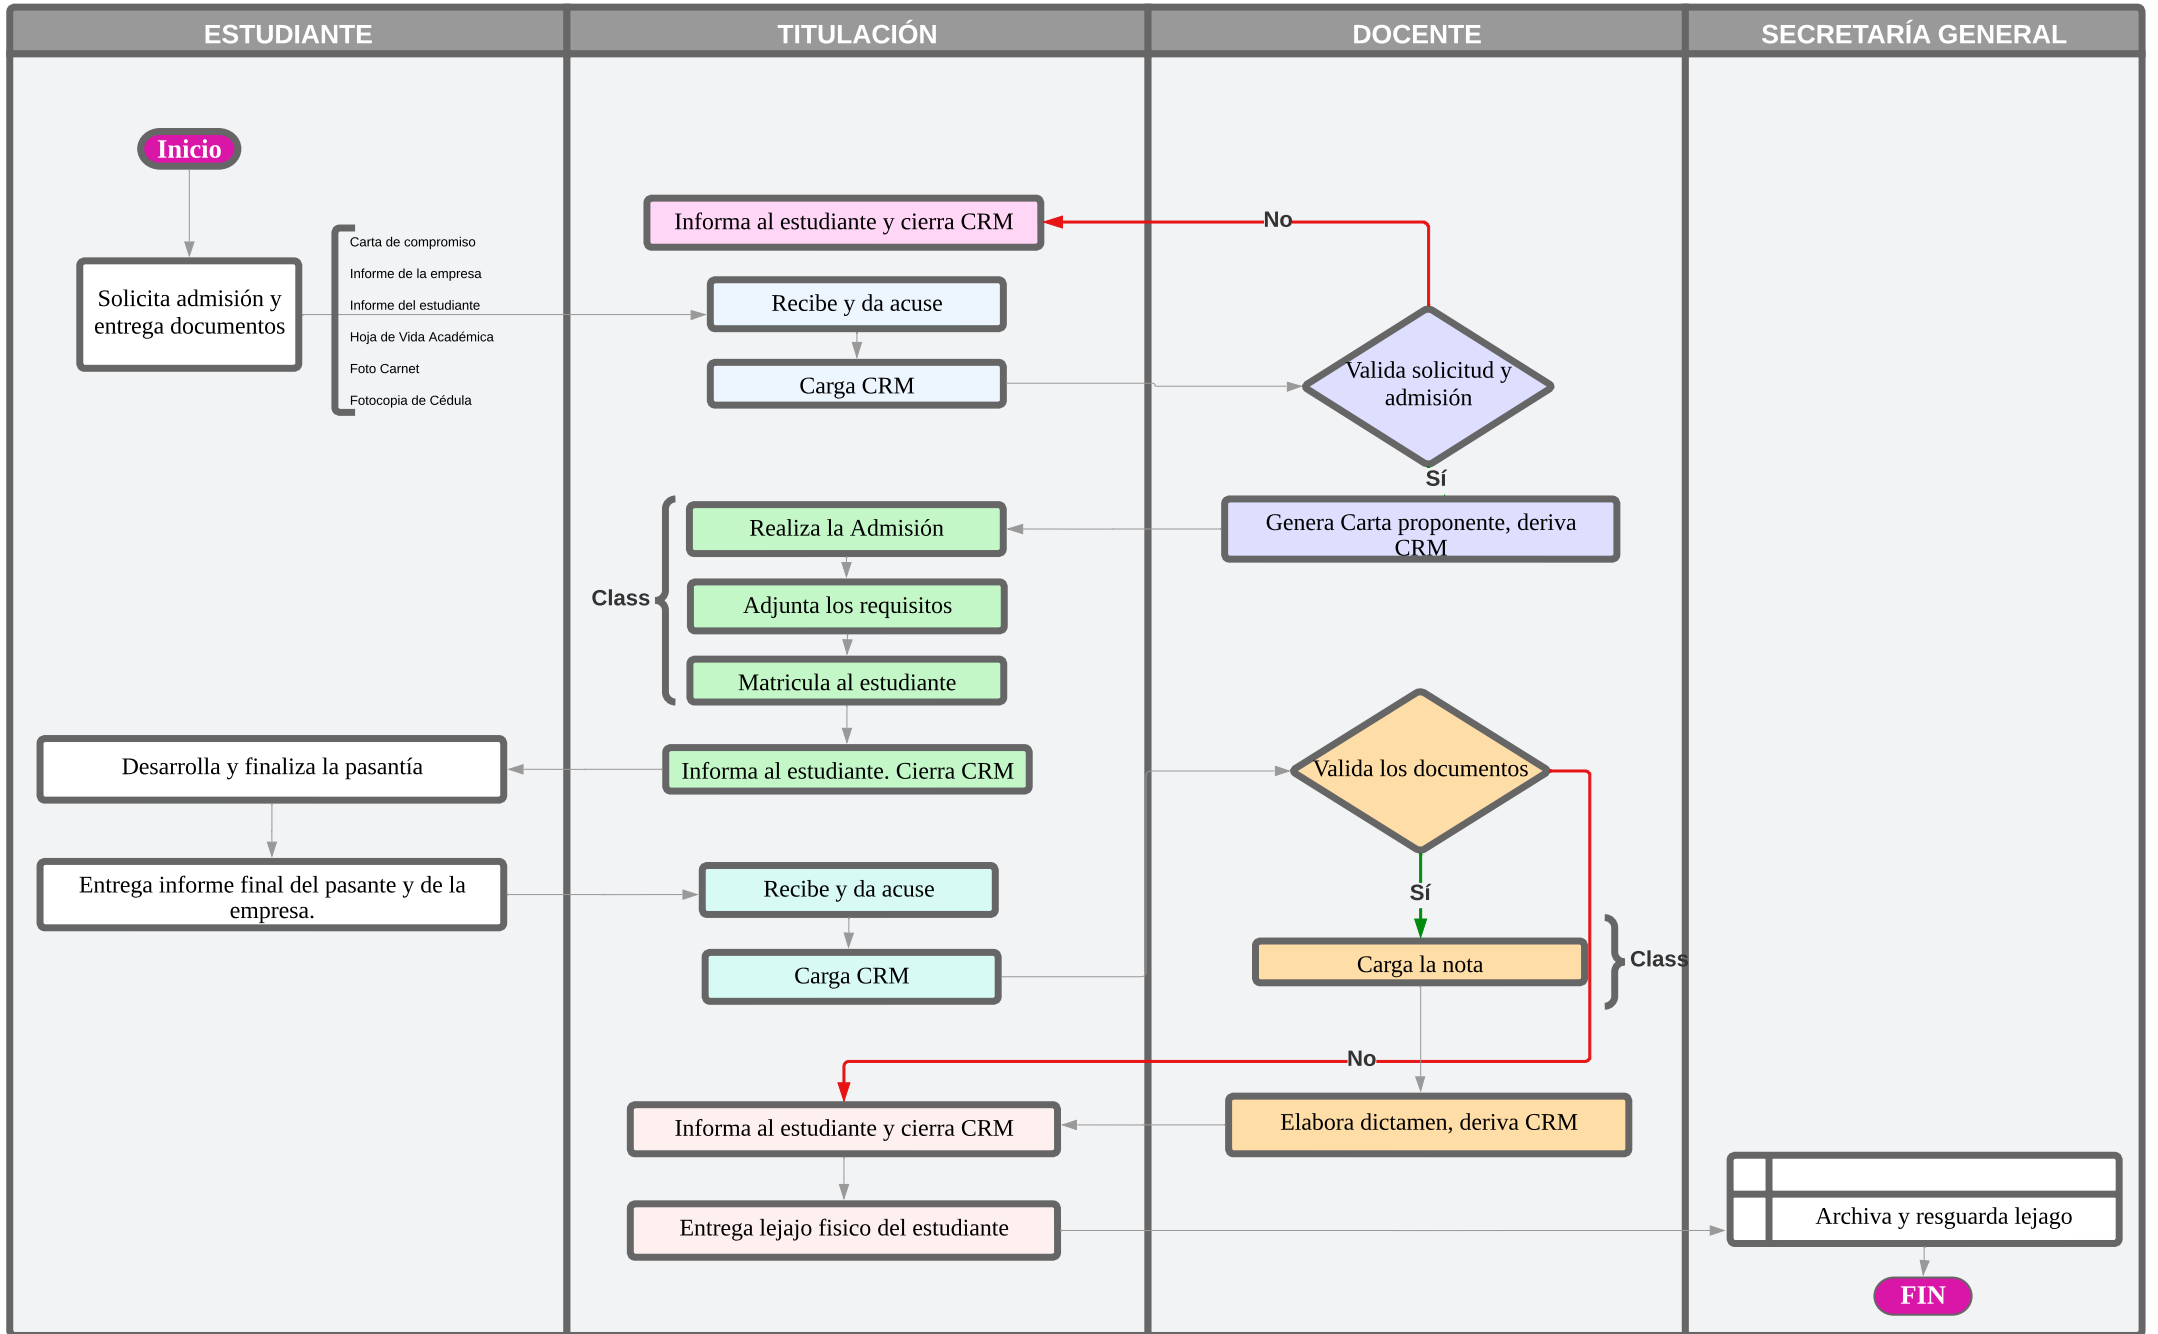 ESTUDIANTE
TITULACIÓN
DOCENTE
SECRETARÍA GENERAL
Inicio
Solicita admisión y
entrega documentos
Carta de compromiso
Informe de la empresa
Informe del estudiante
Hoja de Vida Académica
Foto Carnet
Fotocopia de Cédula
Informa al estudiante y cierra CRM
No
Recibe y da acuse
Carga CRM
Valida solicitud y
admisión
Sí
Genera Carta proponente, deriva
CRM
Realiza la Admisión
Class
Adjunta los requisitos
Matricula al estudiante
Informa al estudiante. Cierra CRM
Desarrolla y finaliza la pasantía
Entrega informe final del pasante y de la
empresa.
Recibe y da acuse
Carga CRM
Valida los documentos
Sí
Carga la nota
Class
No
Elabora dictamen, deriva CRM
Informa al estudiante y cierra CRM
Entrega lejajo fisico del estudiante
Archiva y resguarda lejago
FIN